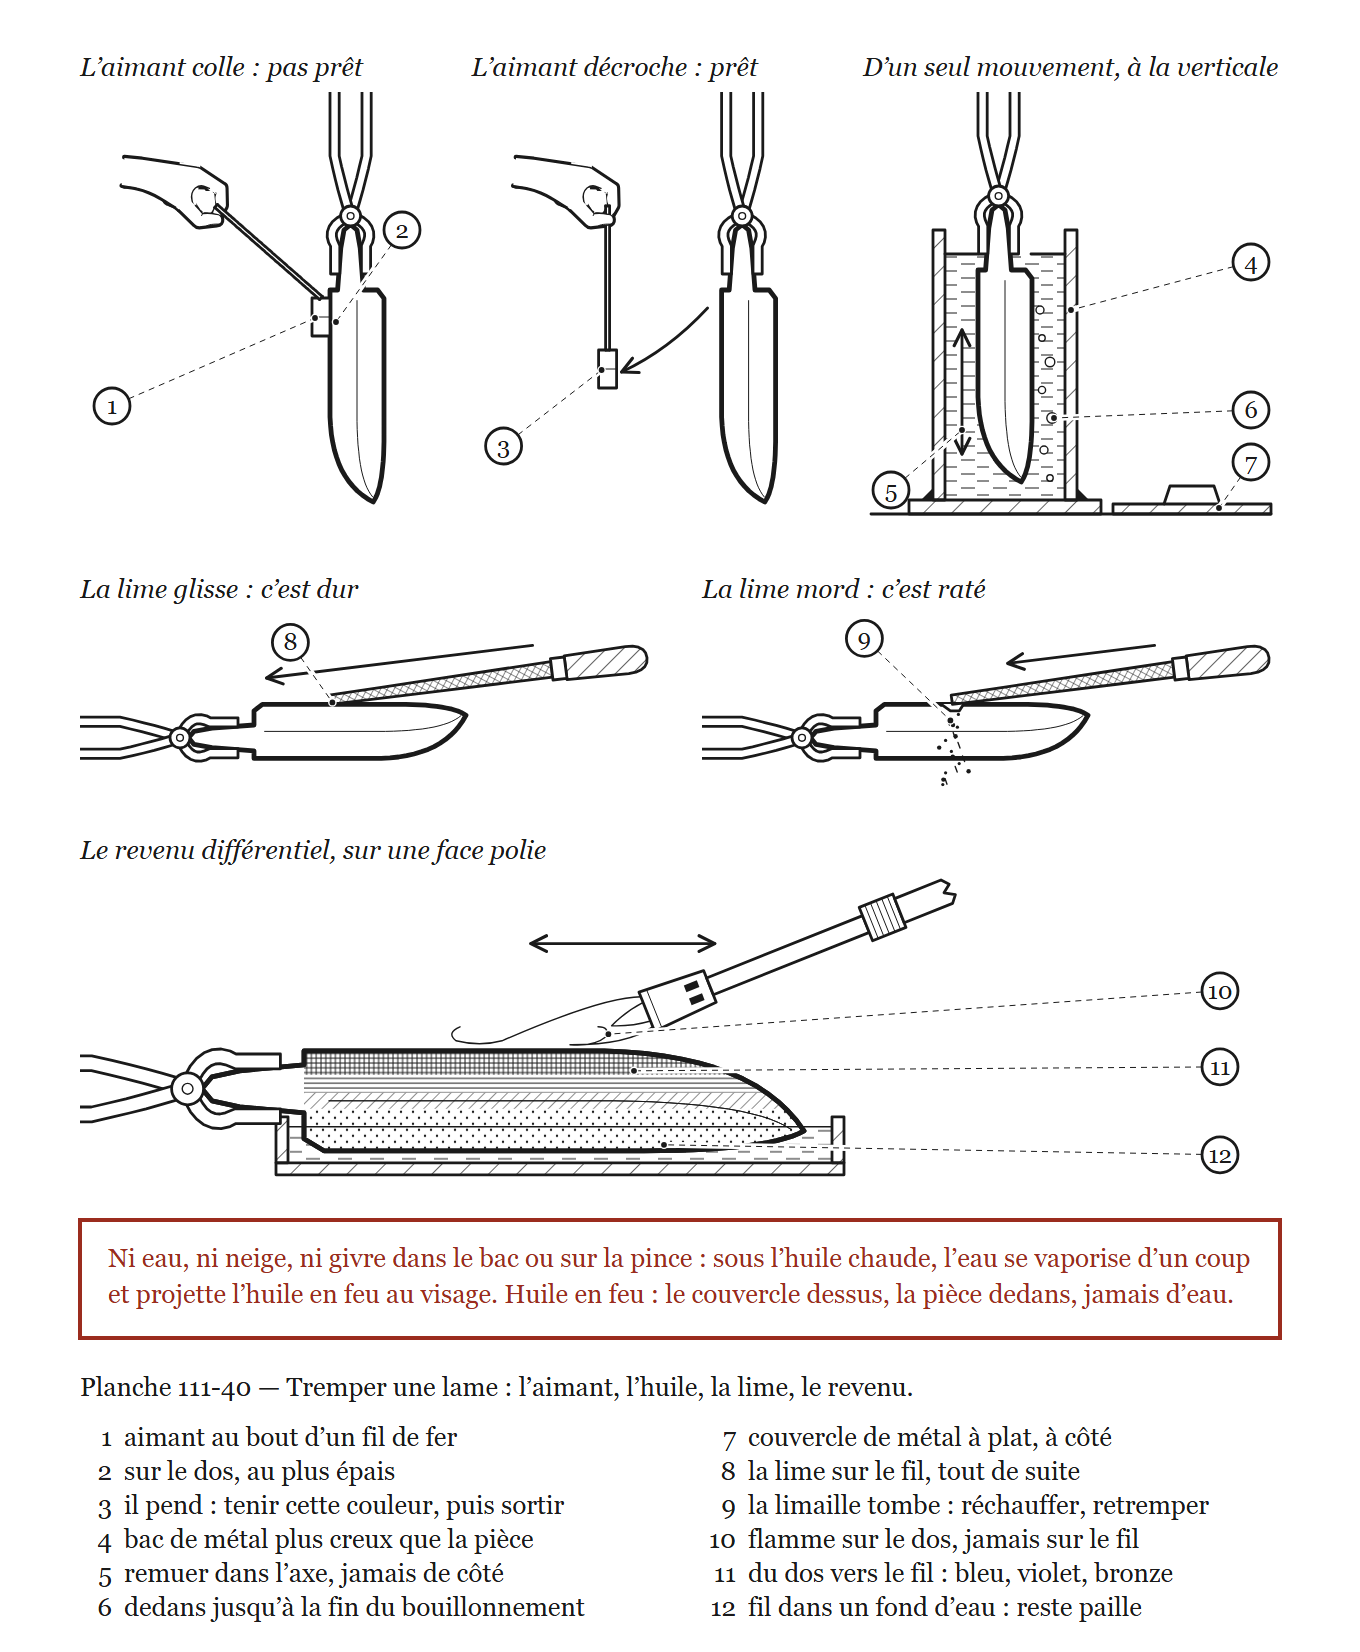 L’aimant colle : pas prêt
L’aimant décroche : prêt
D’un seul mouvement, à la verticale
2
1
3
4
6
7
5
La lime glisse : c’est dur
La lime mord : c’est raté
8
9
Le revenu différentiel, sur une face polie
10
11
12
Ni eau, ni neige, ni givre dans le bac ou sur la pince : sous l’huile chaude, l’eau se vaporise d’un coup
et projette l’huile en feu au visage. Huile en feu : le couvercle dessus, la pièce dedans, jamais d’eau.
Planche 111-40 — Tremper une lame : l’aimant, l’huile, la lime, le revenu.
1 aimant au bout d’un fil de fer
2 sur le dos, au plus épais
3 il pend : tenir cette couleur, puis sortir
4 bac de métal plus creux que la pièce
5 remuer dans l’axe, jamais de côté
6 dedans jusqu’à la fin du bouillonnement
7 couvercle de métal à plat, à côté
8 la lime sur le fil, tout de suite
9 la limaille tombe : réchauffer, retremper
10 flamme sur le dos, jamais sur le fil
11 du dos vers le fil : bleu, violet, bronze
12 fil dans un fond d’eau : reste paille